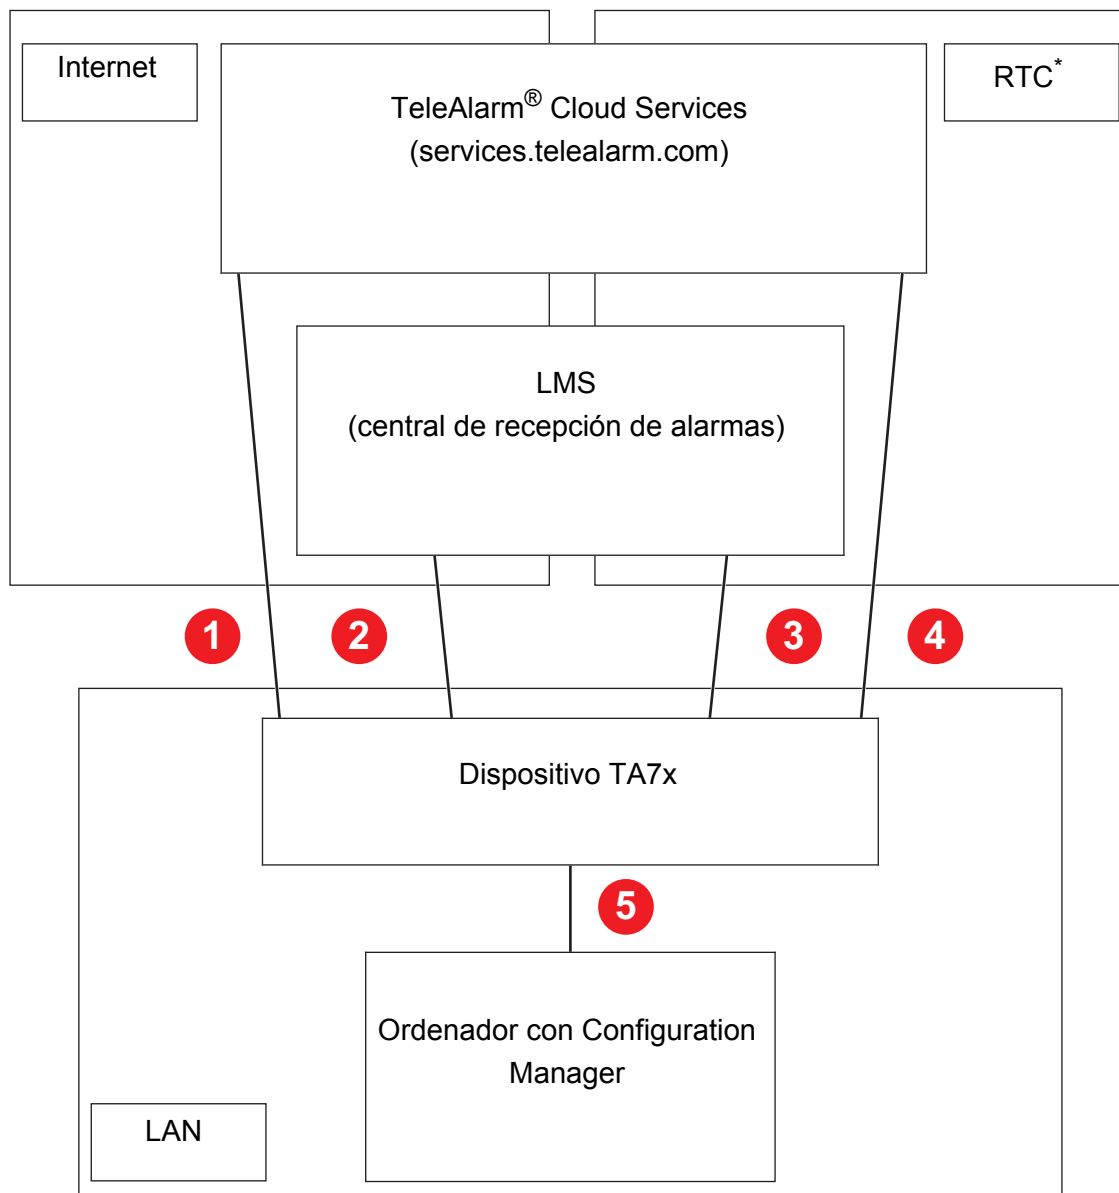 Internet
RTC*
TeleAlarm® Cloud Services
(services.telealarm.com)
LMS
(central de recepción de alarmas)
1
2
3
4
Dispositivo TA7x
5
Ordenador con Configuration
Manager
LAN